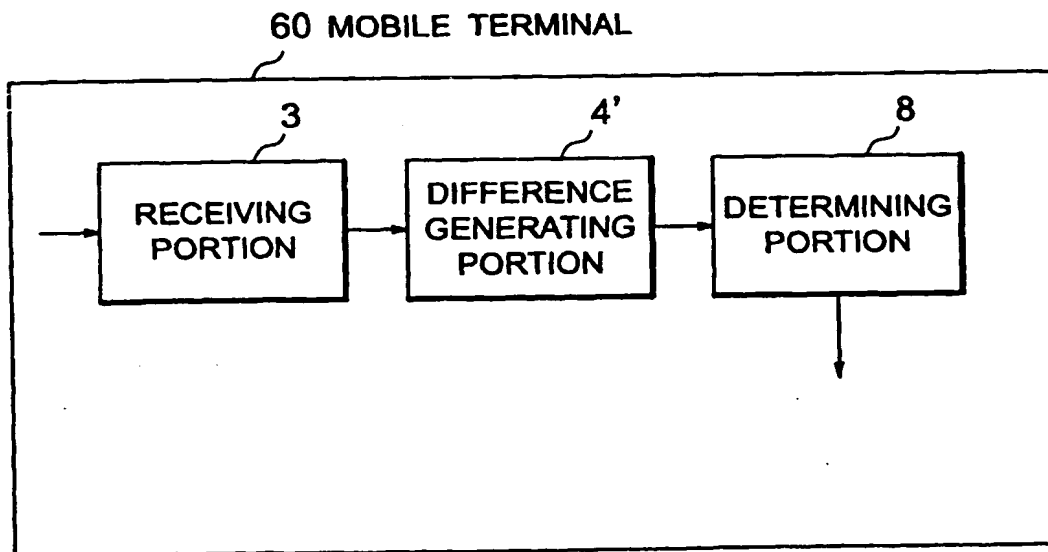 60 MOBILE TERMINAL
3
4'
8
RECEIVING
PORTION
DIFFERENCE
GENERATING
PORTION
DETERMINING
PORTION